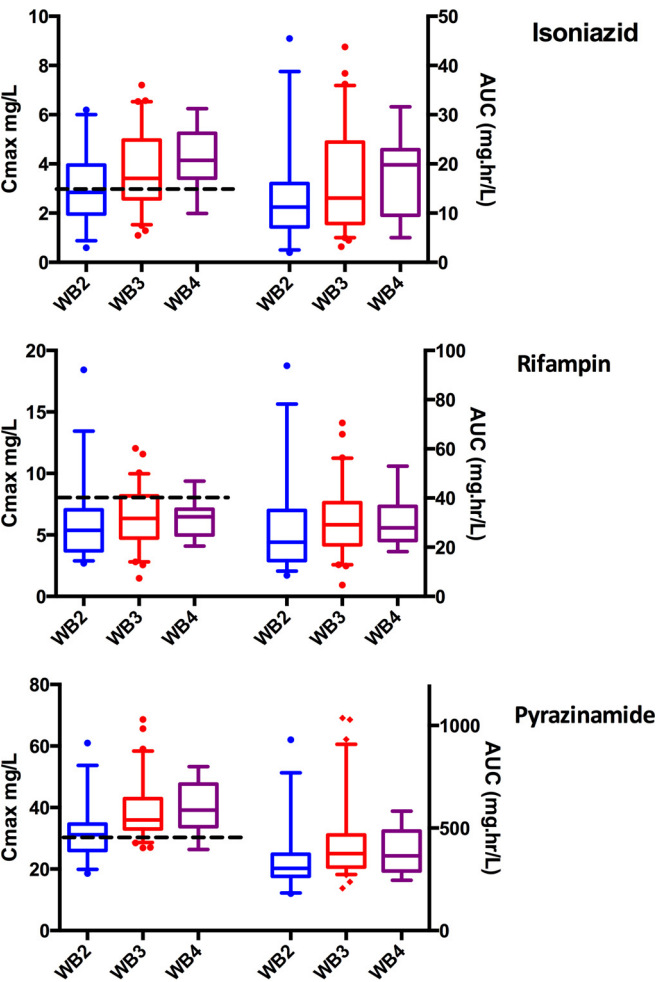 Isoniazid
10
8
6
4
2
0
Cmax mg/L
50
40
30
20
10
0
AUC (mg.hr/L)
WB2
WB3
WB4
WB2
WB3
WB4
Rifampin
20
15
10
5
0
Cmax mg/L
100
80
60
40
20
0
AUC (mg.hr/L)
WB2
WB3
WB4
WB2
WB3
WB4
Pyrazinamide
80
60
40
20
0
Cmax mg/L
1000
500
0
AUC (mg.hr/L)
WB2
WB3
WB4
WB2
WB3
WB4